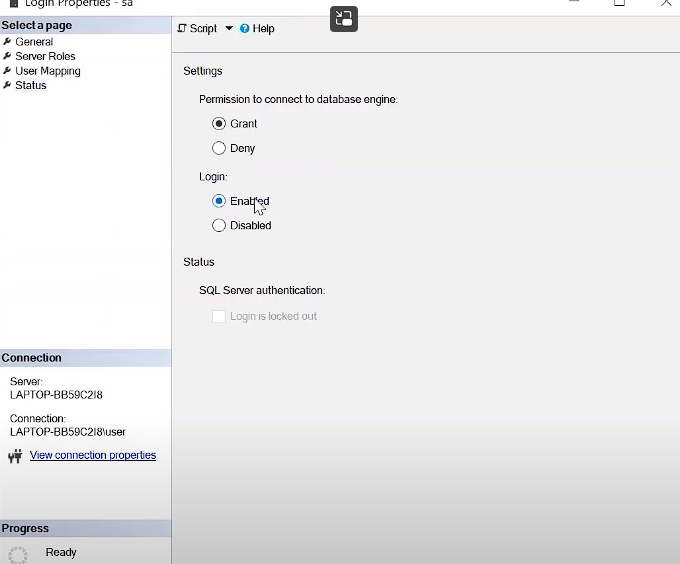 Login Properties - sa
Select a page
General
Server Roles
User Mapping
Status
Script
Help
Settings
Permission to connect to database engine:
Grant
Deny
Login:
Enabled
Disabled
Status
SQL Server authentication:
Login is locked out
Connection
Server:
LAPTOP-BB59C2I8
Connection:
LAPTOP-BB59C2I8\user
View connection properties
Progress
Ready